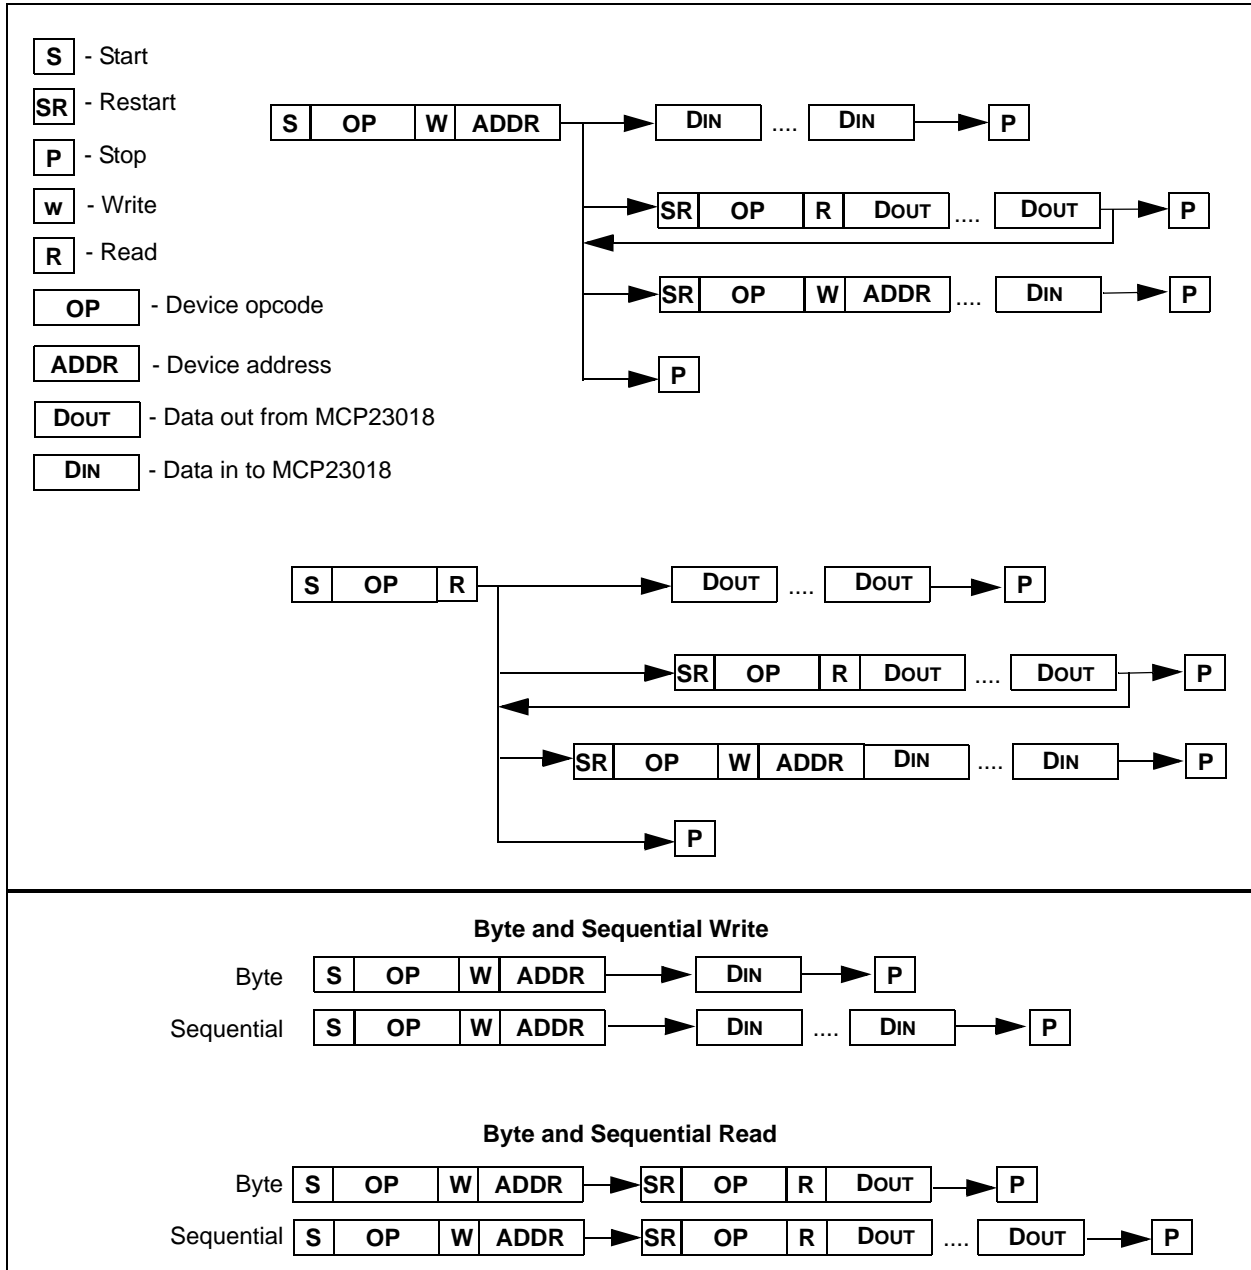 S - Start
SR - Restart
P - Stop
w - Write
R - Read
OP - Device opcode
ADDR - Device address
DOUT - Data out from MCP23018
DIN - Data in to MCP23018
S OP W ADDR DIN .... DIN P
SR OP R DOUT .... DOUT P
SR OP W ADDR .... DIN P
P
S OP R DOUT .... DOUT P
SR OP R DOUT .... DOUT P
SR OP W ADDR DIN .... DIN P
P
Byte and Sequential Write
Byte S OP W ADDR DIN P
Sequential S OP W ADDR DIN .... DIN P
Byte and Sequential Read
Byte S OP W ADDR SR OP R DOUT P
Sequential S OP W ADDR SR OP R DOUT .... DOUT P